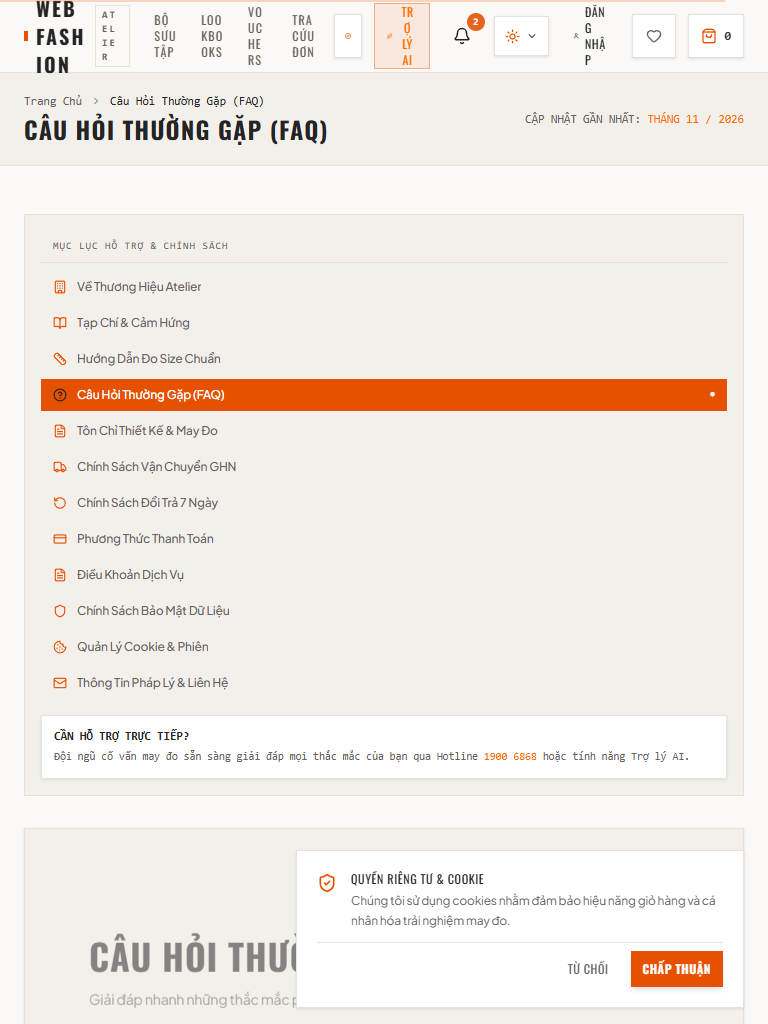 WEB
FASH
ION
AT
EL
IE
R
BỘ
SƯU
TẬP
LOO
KBO
OKS
VO
UC
HE
RS
TRA
CỨU
ĐƠN
TR
Ợ
LÝ
AI
2
ĐĂN
G
NHẬ
P
0
Trang Chủ > Câu Hỏi Thường Gặp (FAQ)
CÂU HỎI THƯỜNG GẶP (FAQ)
CẬP NHẬT GẦN NHẤT: THÁNG 11 / 2026
MỤC LỤC HỖ TRỢ & CHÍNH SÁCH
Về Thương Hiệu Atelier
Tạp Chí & Cảm Hứng
Hướng Dẫn Đo Size Chuẩn
Câu Hỏi Thường Gặp (FAQ)
Tôn Chỉ Thiết Kế & May Đo
Chính Sách Vận Chuyển GHN
Chính Sách Đổi Trả 7 Ngày
Phương Thức Thanh Toán
Điều Khoản Dịch Vụ
Chính Sách Bảo Mật Dữ Liệu
Quản Lý Cookie & Phiên
Thông Tin Pháp Lý & Liên Hệ
CẦN HỖ TRỢ TRỰC TIẾP?
Đội ngũ cố vấn may đo sẵn sàng giải đáp mọi thắc mắc của bạn qua Hotline 1900 6868 hoặc tính năng Trợ lý AI.
CÂU HỎI THƯỜ
Giải đáp nhanh những thắc mắc p
QUYỀN RIÊNG TƯ & COOKIE
Chúng tôi sử dụng cookies nhằm đảm bảo hiệu năng giỏ hàng và cá
nhân hóa trải nghiệm may đo.
TỪ CHỐI
CHẤP THUẬN